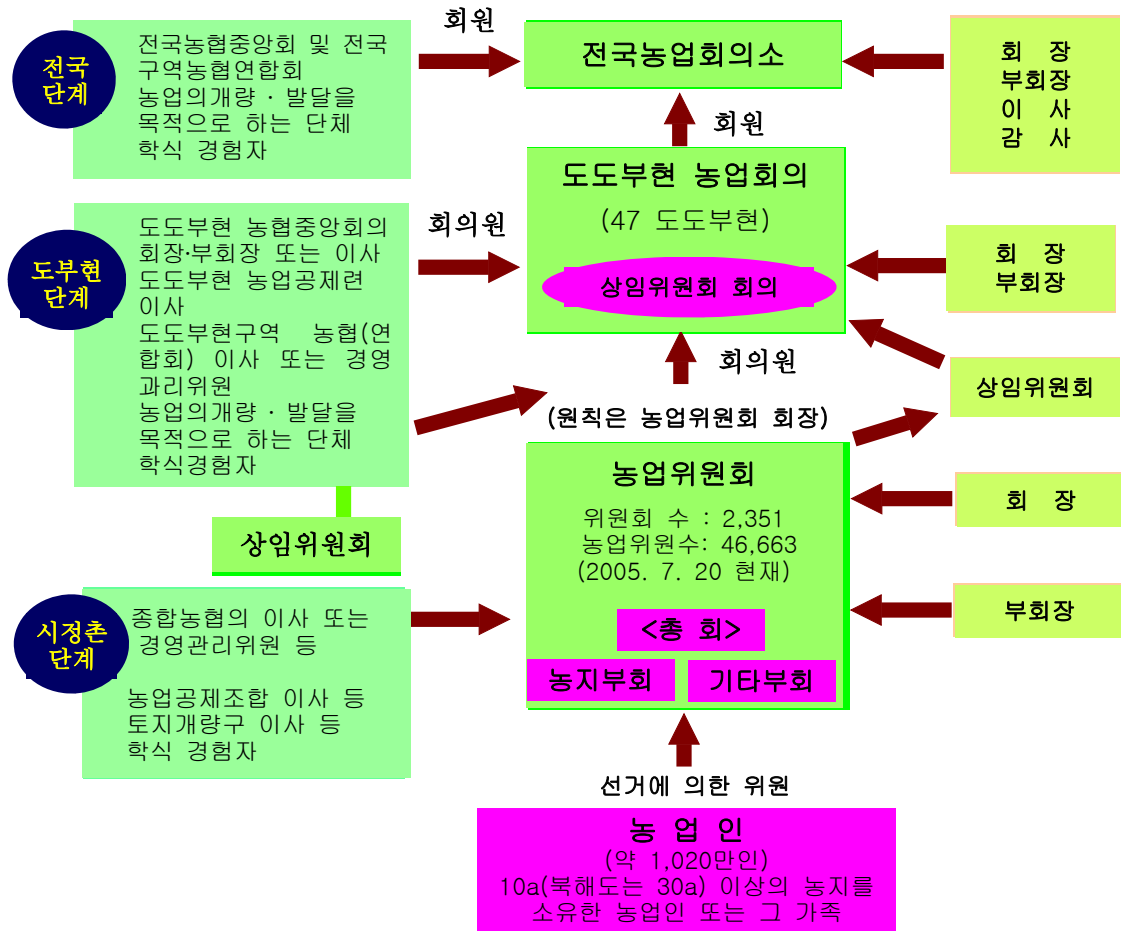 회원
전국
단계
전국농협중앙회 및 전국
구역농협연합회
농업의개량 · 발달을
목적으로 하는 단체
학식 경험자
전국농업회의소
회 장
부회장
이 사
감 사
회원
도도부현 농업회의
(47 도도부현)
상임위원회 회의
도부현
단계
도도부현 농협중앙회의
회장·부회장 또는 이사
도도부현 농업공제련
이사
도도부현구역 농협(연
합회) 이사 또는 경영
과리위원
농업의개량 · 발달을
목적으로 하는 단체
학식경험자
회의원
회 장
부회장
회의원
상임위원회
(원칙은 농업위원회 회장)
상임위원회
농업위원회
위원회 수 : 2,351
농업위원수: 46,663
(2005. 7. 20 현재)
<총 회>
농지부회
기타부회
회 장
부회장
시정촌
단계
종합농협의 이사 또는
경영관리위원 등
농업공제조합 이사 등
토지개량구 이사 등
학식 경험자
선거에 의한 위원
농 업 인
(약 1,020만인)
10a(북해도는 30a) 이상의 농지를
소유한 농업인 또는 그 가족